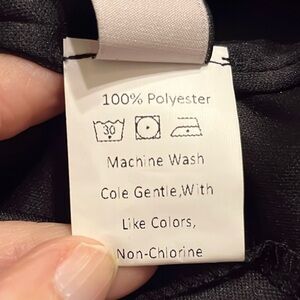 100% Polyester
30
Machine Wash
Cole Gentle,With
Like Colors,
Non-Chlorine